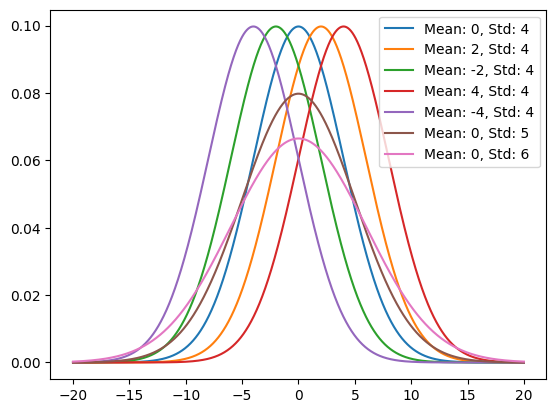 0.10
0.08
0.06
0.04
0.02
0.00
Mean: 0, Std: 4
Mean: 2, Std: 4
Mean: -2, Std: 4
Mean: 4, Std: 4
Mean: -4, Std: 4
Mean: 0, Std: 5
Mean: 0, Std: 6
−20 −15 −10 −5 0 5 10 15 20